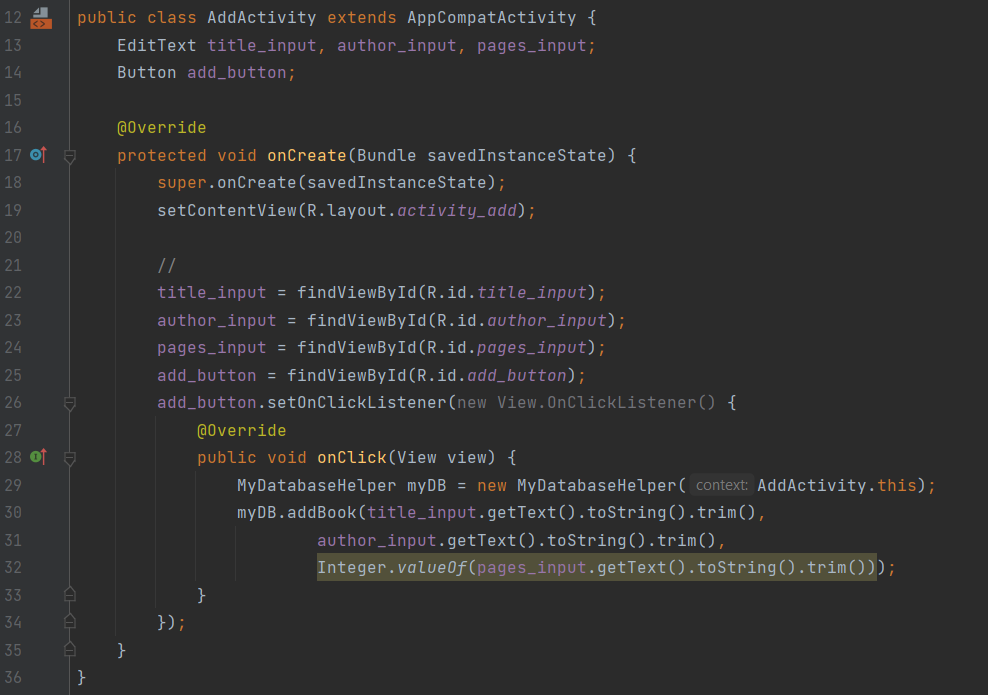 12 public class AddActivity extends AppCompatActivity {
13 EditText title_input, author_input, pages_input;
14 Button add_button;
15
16 @Override
17 protected void onCreate(Bundle savedInstanceState) {
18 super.onCreate(savedInstanceState);
19 setContentView(R.layout.activity_add);
20
21 //
22 title_input = findViewById(R.id.title_input);
23 author_input = findViewById(R.id.author_input);
24 pages_input = findViewById(R.id.pages_input);
25 add_button = findViewById(R.id.add_button);
26 add_button.setOnClickListener(new View.OnClickListener() {
27 @Override
28 public void onClick(View view) {
29 MyDatabaseHelper myDB = new MyDatabaseHelper( context: AddActivity.this);
30 myDB.addBook(title_input.getText().toString().trim(),
31 author_input.getText().toString().trim(),
32 Integer.valueOf(pages_input.getText().toString().trim()));
33 }
34 });
35 }
36 }